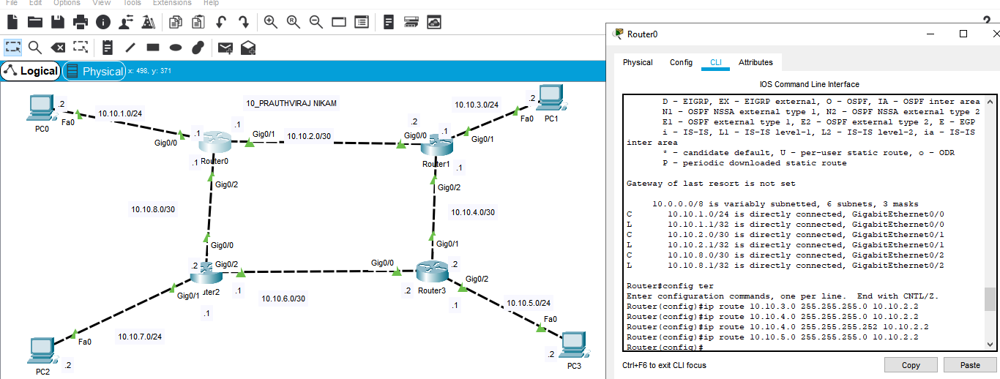 File Edit Options View Tools Extensions Help
?
Logical
Physical x: 498, y: 371
10_PRAUTHVIRAJ NIKAM
.2
10.10.1.0/24
Fa0
PC0
Gig0/0
.1
.1
Gig0/1
10.10.2.0/30
Router0
.1
Gig0/2
.2
10.10.3.0/24
Fa0
PC1
.2
Gig0/0
.1
Gig0/1
Router1
.1
Gig0/2
10.10.8.0/30
10.10.4.0/30
Gig0/0
.2
Gig0/2
uter2
Gig0/1
.1
.1
10.10.6.0/30
Gig0/1
Gig0/0
.2
Router3
.2
Gig0/2
.1
10.10.5.0/24
Fa0
10.10.7.0/24
Fa0
PC2
.2
.2
PC3
Router0
Physical Config CLI Attributes
IOS Command Line Interface
D - EIGRP, EX - EIGRP external, O - OSPF, IA - OSPF inter area
N1 - OSPF NSSA external type 1, N2 - OSPF NSSA external type 2
E1 - OSPF external type 1, E2 - OSPF external type 2, E - EGP
i - IS-IS, L1 - IS-IS level-1, L2 - IS-IS level-2, ia - IS-IS
inter area
* - candidate default, U - per-user static route, o - ODR
P - periodic downloaded static route
Gateway of last resort is not set
10.0.0.0/8 is variably subnetted, 6 subnets, 3 masks
C 10.10.1.0/24 is directly connected, GigabitEthernet0/0
L 10.10.1.1/32 is directly connected, GigabitEthernet0/0
C 10.10.2.0/30 is directly connected, GigabitEthernet0/1
L 10.10.2.1/32 is directly connected, GigabitEthernet0/1
C 10.10.8.0/30 is directly connected, GigabitEthernet0/2
L 10.10.8.1/32 is directly connected, GigabitEthernet0/2
Router#config ter
Enter configuration commands, one per line. End with CNTL/Z.
Router(config)#ip route 10.10.3.0 255.255.255.0 10.10.2.2
Router(config)#ip route 10.10.4.0 255.255.255.0 10.10.2.2
Router(config)#ip route 10.10.4.0 255.255.255.252 10.10.2.2
Router(config)#ip route 10.10.5.0 255.255.255.0 10.10.2.2
Router(config)#
Ctrl+F6 to exit CLI focus
Copy Paste